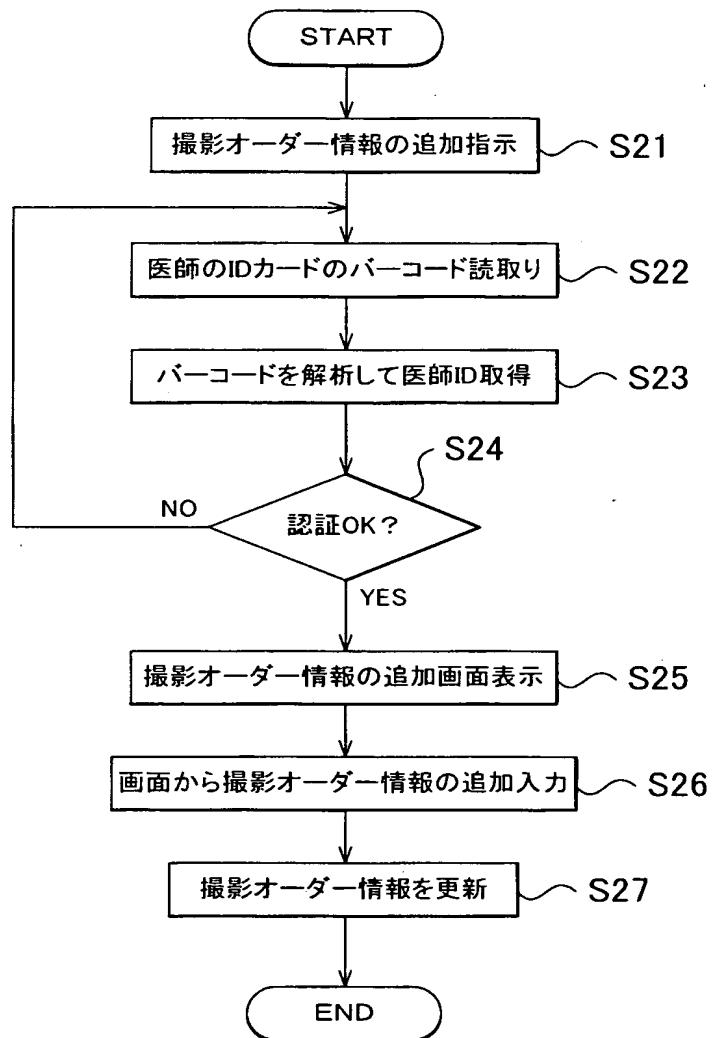 START
撮影オーダー情報の追加指示 S21
医師のIDカードのバーコード読取り S22
バーコードを解析して医師ID取得 S23
S24
NO 認証OK?
YES
撮影オーダー情報の追加画面表示 S25
画面から撮影オーダー情報の追加入力 S26
撮影オーダー情報を更新 S27
END